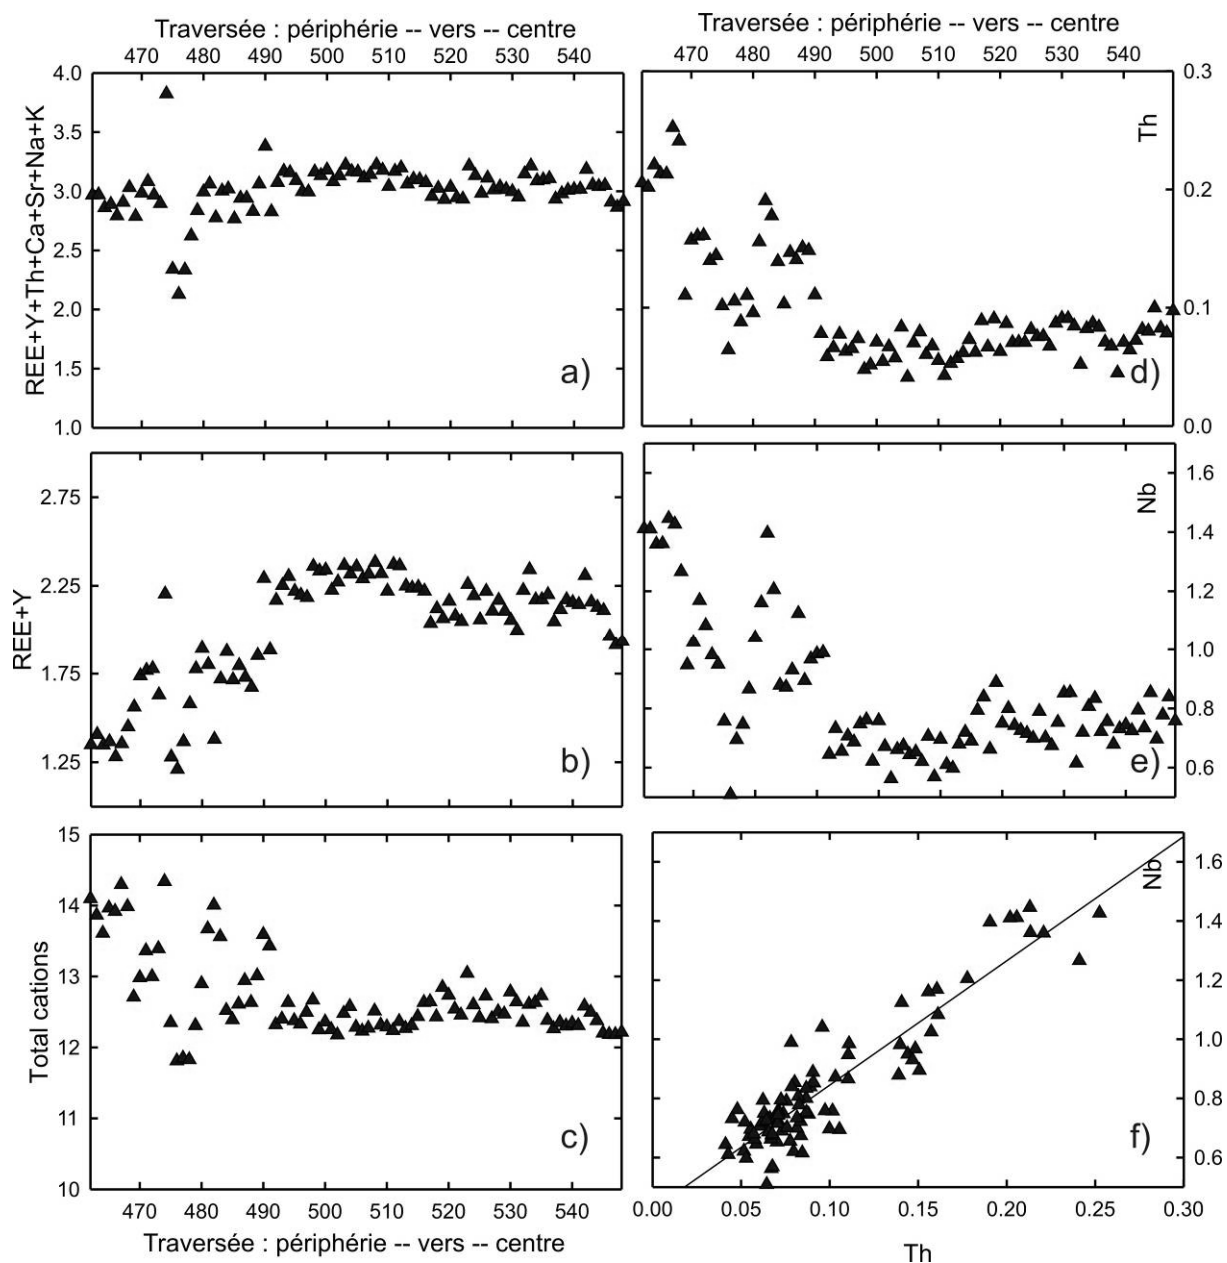 Traversée : périphérie -- vers -- centre
470 480 490 500 510 520 530 540
4.0
3.5
3.0
2.5
2.0
1.5
1.0
REE+Y+Th+Ca+Sr+Na+K
a)
Traversée : périphérie -- vers -- centre
470 480 490 500 510 520 530 540
0.3
0.2
0.1
0.0
Th
d)
2.75
2.25
1.75
1.25
REE+Y
b)
1.6
1.4
1.2
1.0
0.8
0.6
Nb
e)
15
14
13
12
11
10
Total cations
c)
470 480 490 500 510 520 530 540
Traversée : périphérie -- vers -- centre
1.6
1.4
1.2
1.0
0.8
0.6
Nb
f)
0.00 0.05 0.10 0.15 0.20 0.25 0.30
Th